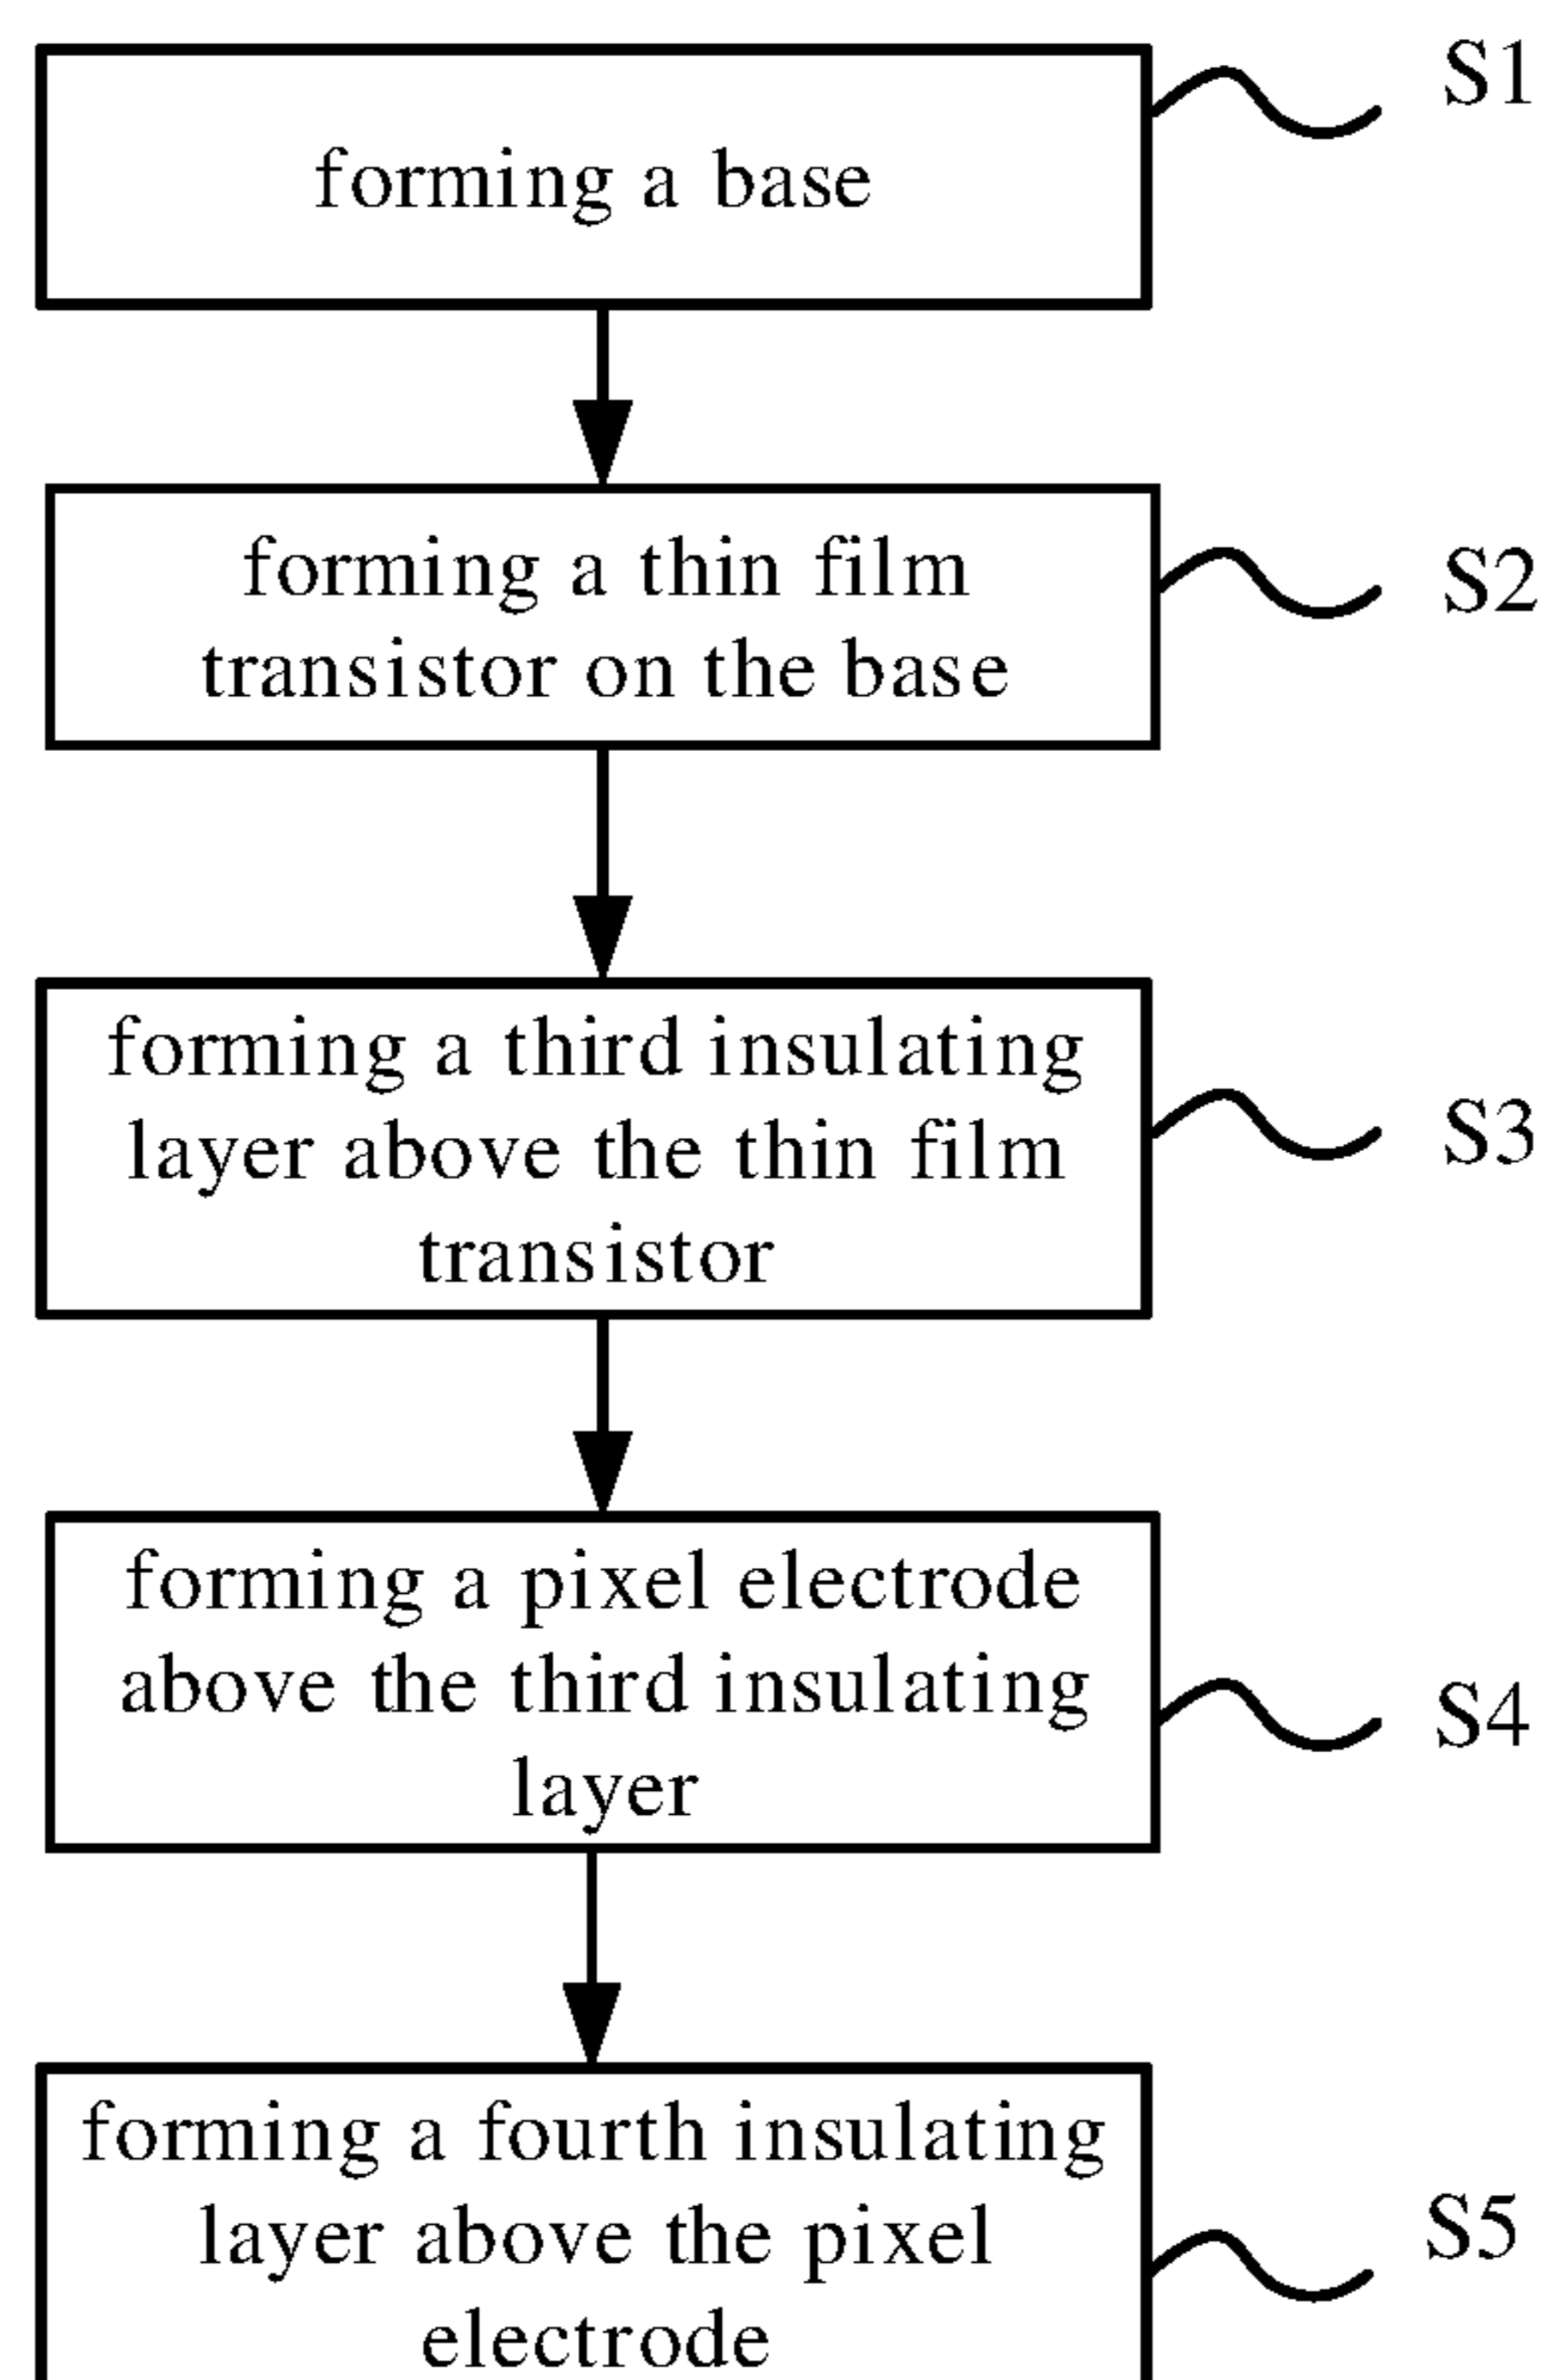 S1
forming a base
forming a thin film
transistor on the base
S2
forming a third insulating
layer above the thin film
transistor
S3
forming a pixel electrode
above the third insulating
layer
S4
forming a fourth insulating
layer above the pixel
electrode
S5